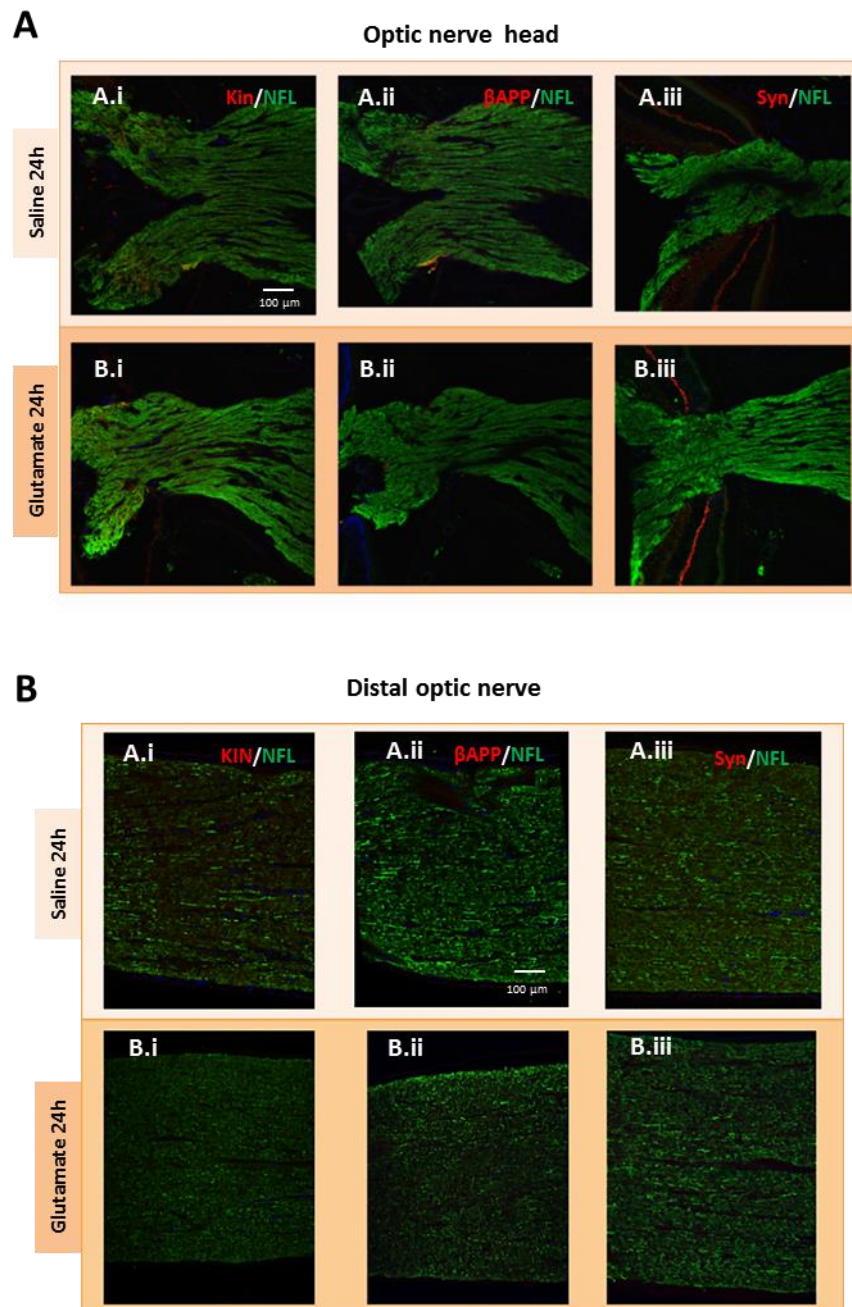 A
Optic nerve head
Saline 24h
A.i Kin/NFL
A.ii βAPP/NFL
A.iii Syn/NFL
100 µm
Glutamate 24h
B.i
B.ii
B.iii
B
Distal optic nerve
Saline 24h
A.i KIN/NFL
A.ii βAPP/NFL
A.iii Syn/NFL
100 µm
Glutamate 24h
B.i
B.ii
B.iii